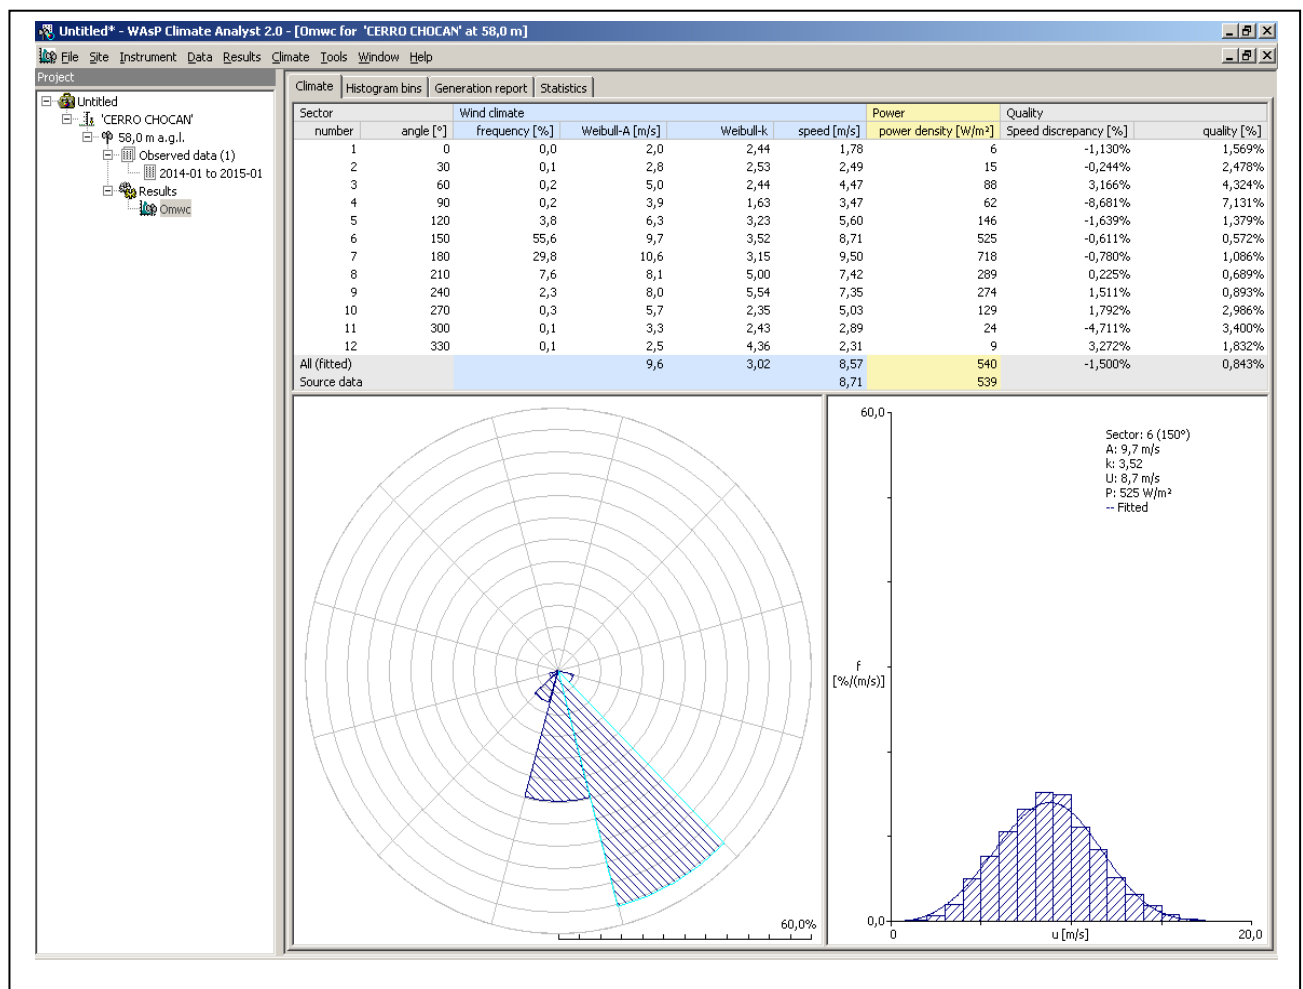 Untitled* - WAsP Climate Analyst 2.0 - [Omwc for 'CERRO CHOCAN' at 58,0 m]
File Site Instrument Data Results Climate Tools Window Help
Project
Untitled
'CERRO CHOCAN'
58,0 m a.g.l.
Observed data (1)
2014-01 to 2015-01
Results
Omwc
Climate Histogram bins Generation report Statistics
Sector Wind climate Power Quality
number angle [°] frequency [%] Weibull-A [m/s] Weibull-k speed [m/s] power density [W/m²] Speed discrepancy [%] quality [%]
1 0 0,0 2,0 2,44 1,78 6 -1,130% 1,569%
2 30 0,1 2,8 2,53 2,49 15 -0,244% 2,478%
3 60 0,2 5,0 2,44 4,47 88 3,166% 4,324%
4 90 0,2 3,9 1,63 3,47 62 -8,681% 7,131%
5 120 3,8 6,3 3,23 5,60 146 -1,639% 1,379%
6 150 55,6 9,7 3,52 8,71 525 -0,611% 0,572%
7 180 29,8 10,6 3,15 9,50 718 -0,780% 1,086%
8 210 7,6 8,1 5,00 7,42 289 0,225% 0,689%
9 240 2,3 8,0 5,54 7,35 274 1,511% 0,893%
10 270 0,3 5,7 2,35 5,03 129 1,792% 2,986%
11 300 0,1 3,3 2,43 2,89 24 -4,711% 3,400%
12 330 0,1 2,5 4,36 2,31 9 3,272% 1,832%
All (fitted) 9,6 3,02 8,57 540 -1,500% 0,843%
Source data 8,71 539
60,0%
60,0
Sector: 6 (150°)
A: 9,7 m/s
k: 3,52
U: 8,7 m/s
P: 525 W/m²
-- Fitted
f
[%/(m/s)]
0,0
0 u [m/s] 20,0